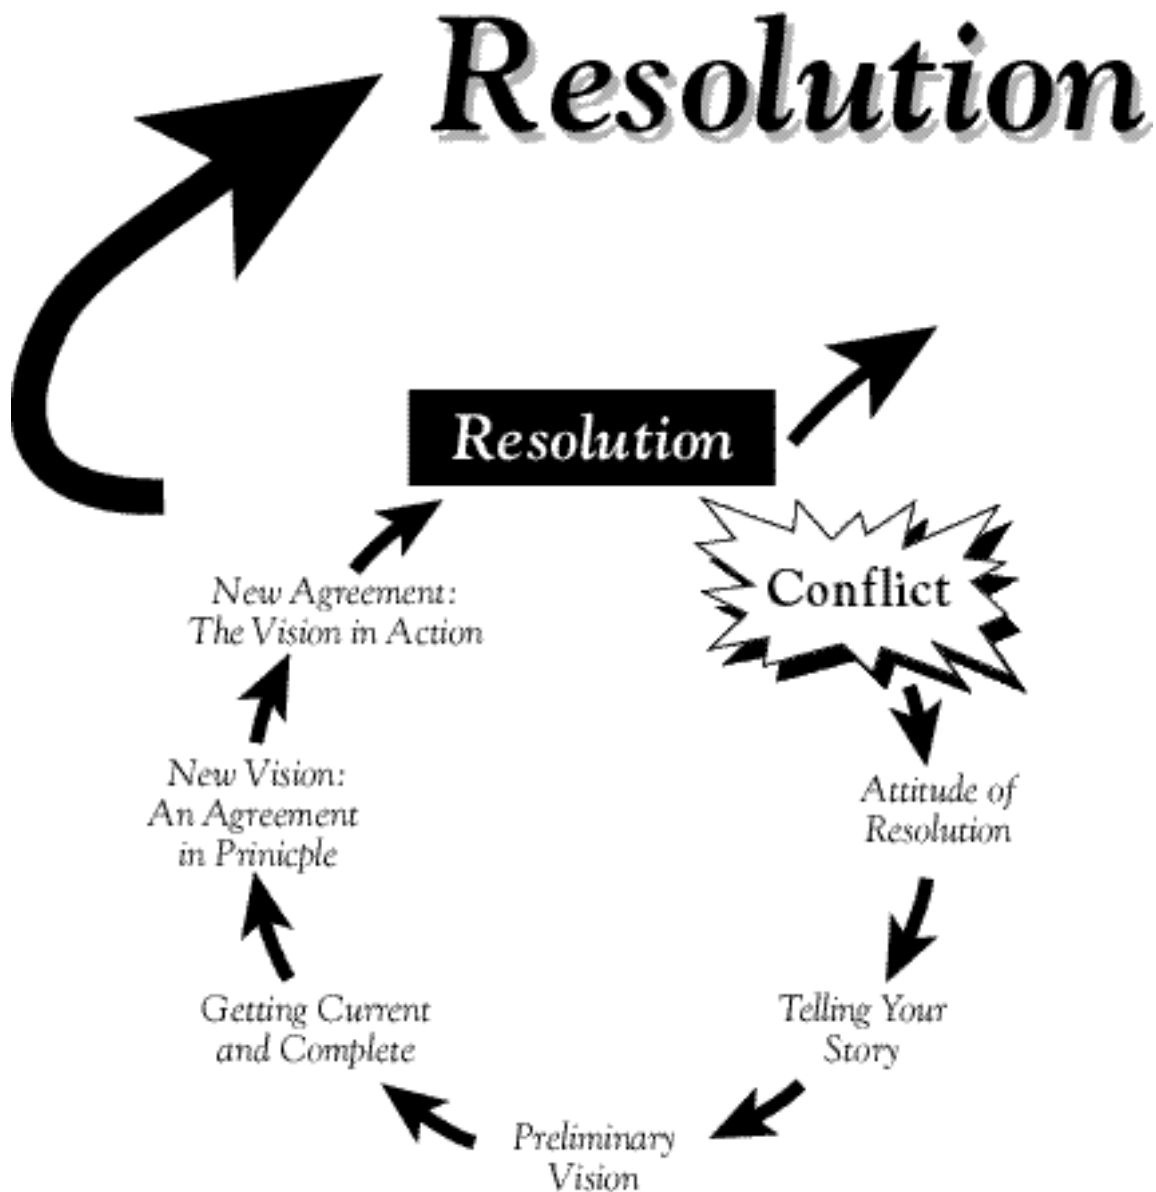 Resolution
Resolution
Conflict
Attitude of
Resolution
Telling Your
Story
Preliminary
Vision
Getting Current
and Complete
New Vision:
An Agreement
in Prinicple
New Agreement:
The Vision in Action